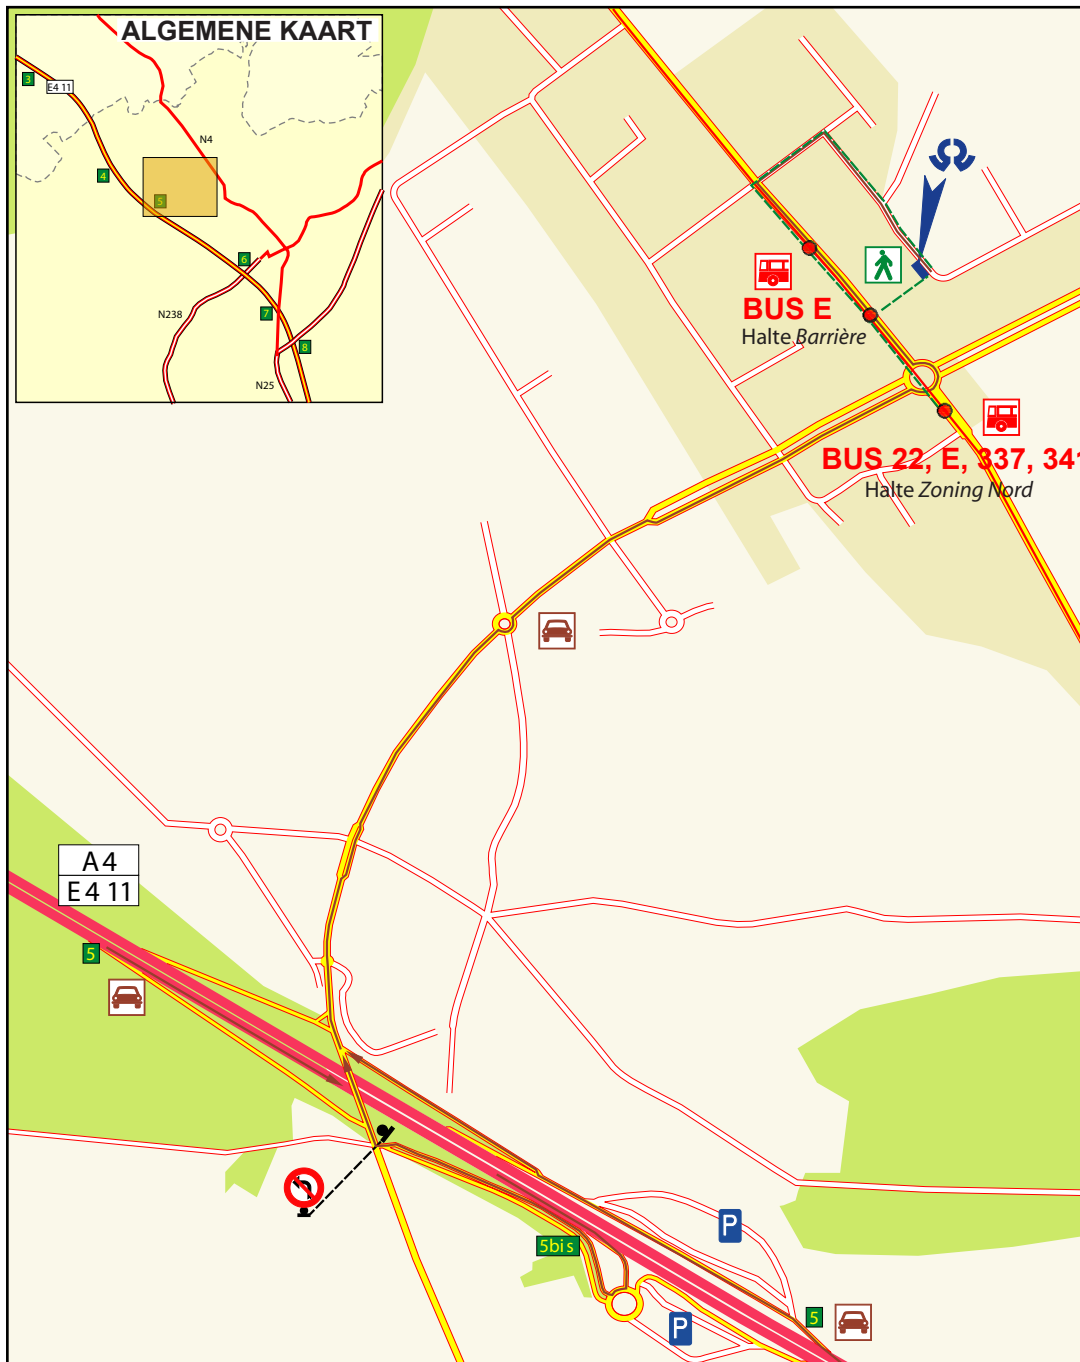 ALGEMENE KAART
3
E4 11
N4
4
5
6
N238
7
8
N25
BUS E
Halte Barrière
BUS 22, E, 337, 341
Halte Zoning Nord
A4
E4 11
5
5bis
P
5
P